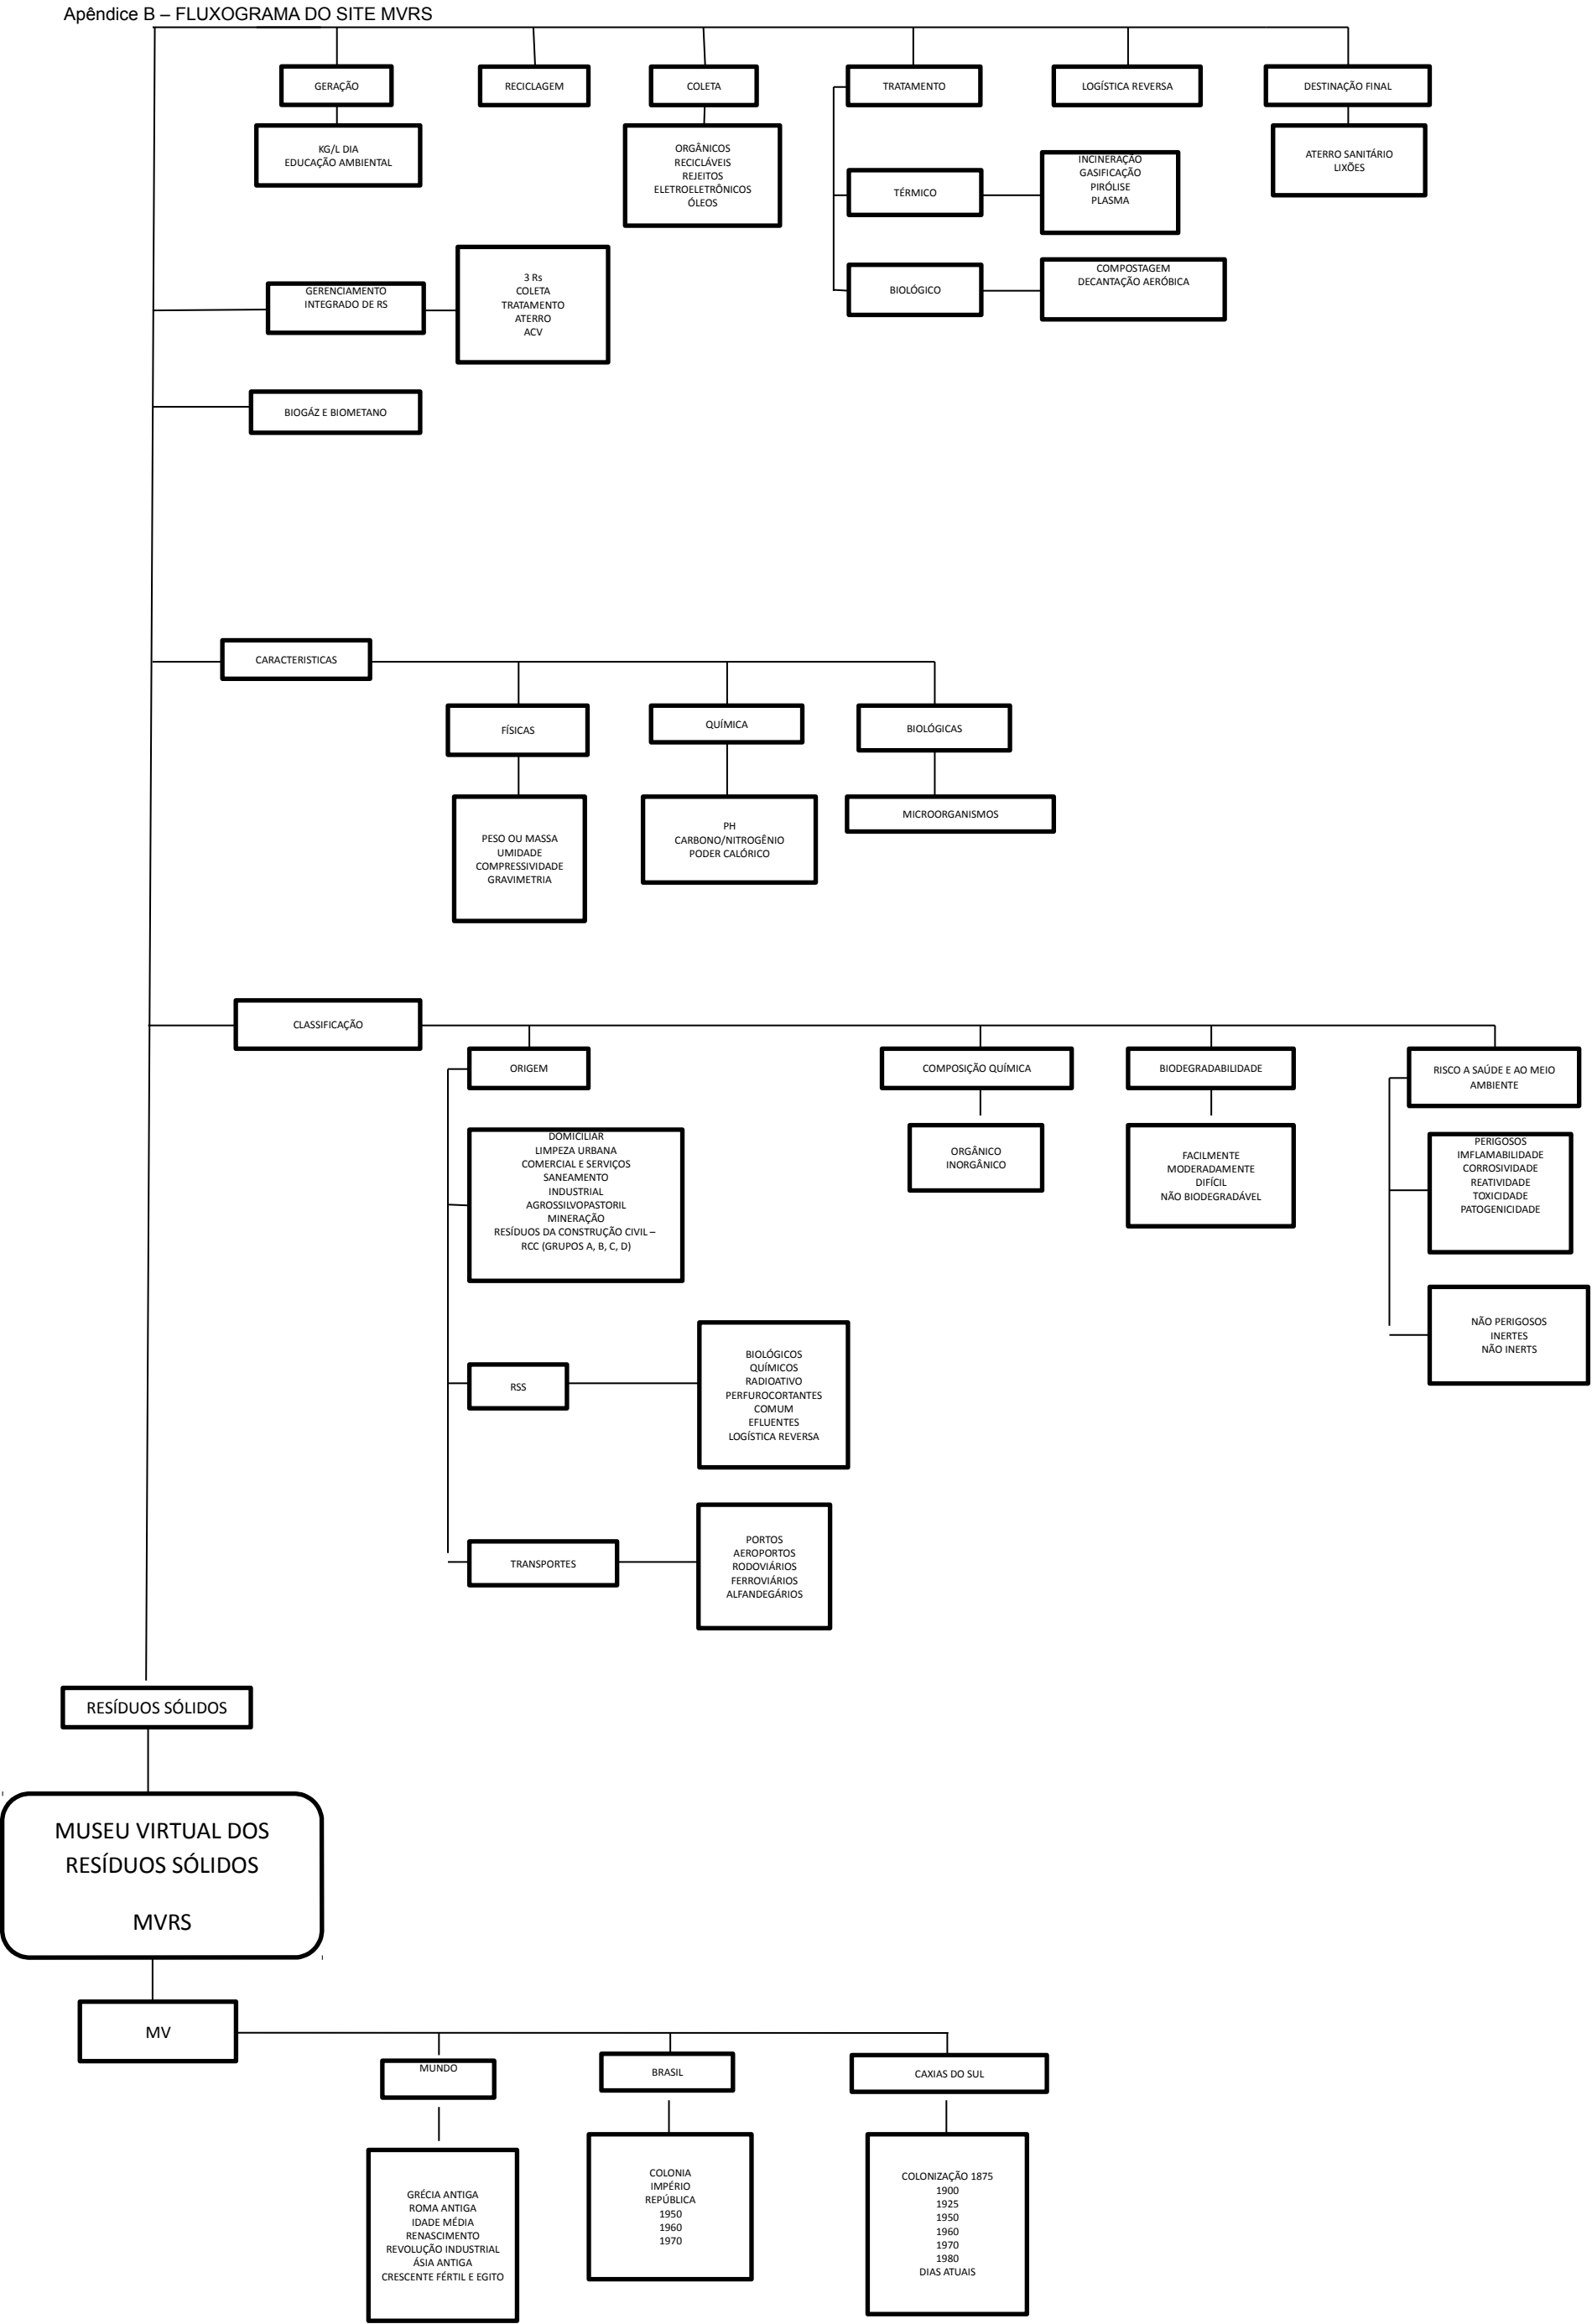 Apêndice B – FLUXOGRAMA DO SITE MVRS
GERAÇÃO
RECICLAGEM
COLETA
TRATAMENTO
LOGÍSTICA REVERSA
DESTINAÇÃO FINAL
KG/L DIA
EDUCAÇÃO AMBIENTAL
ORGÂNICOS
RECICLÁVEIS
REJEITOS
ELETROELETRÔNICOS
ÓLEOS
TÉRMICO
INCINERAÇÃO
GASIFICAÇÃO
PIRÓLISE
PLASMA
ATERRO SANITÁRIO
LIXÕES
GERENCIAMENTO
INTEGRADO DE RS
3 Rs
COLETA
TRATAMENTO
ATERRO
ACV
BIOLÓGICO
COMPOSTAGEM
DECANTAÇÃO AERÓBICA
BIOGÁZ E BIOMETANO
CARACTERISTICAS
FÍSICAS
QUÍMICA
BIOLÓGICAS
PESO OU MASSA
UMIDADE
COMPRESSIVIDADE
GRAVIMETRIA
PH
CARBONO/NITROGÊNIO
PODER CALÓRICO
MICROORGANISMOS
CLASSIFICAÇÃO
ORIGEM
COMPOSIÇÃO QUÍMICA
BIODEGRADABILIDADE
RISCO A SAÚDE E AO MEIO
AMBIENTE
DOMICILIAR
LIMPEZA URBANA
COMERCIAL E SERVIÇOS
SANEAMENTO
INDUSTRIAL
AGROSSILVOPASTORIL
MINERAÇÃO
RESÍDUOS DA CONSTRUÇÃO CIVIL –
RCC (GRUPOS A, B, C, D)
ORGÂNICO
INORGÂNICO
FACILMENTE
MODERADAMENTE
DIFÍCIL
NÃO BIODEGRADÁVEL
PERIGOSOS
IMFLAMABILIDADE
CORROSIVIDADE
REATIVIDADE
TOXICIDADE
PATOGENICIDADE
NÃO PERIGOSOS
INERTES
NÃO INERTS
RSS
BIOLÓGICOS
QUÍMICOS
RADIOATIVO
PERFUROCORTANTES
COMUM
EFLUENTES
LOGÍSTICA REVERSA
TRANSPORTES
PORTOS
AEROPORTOS
RODOVIÁRIOS
FERROVIÁRIOS
ALFANDEGÁRIOS
RESÍDUOS SÓLIDOS
MUSEU VIRTUAL DOS
RESÍDUOS SÓLIDOS
MVRS
MV
MUNDO
BRASIL
CAXIAS DO SUL
GRÉCIA ANTIGA
ROMA ANTIGA
IDADE MÉDIA
RENASCIMENTO
REVOLUÇÃO INDUSTRIAL
ÁSIA ANTIGA
CRESCENTE FÉRTIL E EGITO
COLONIA
IMPÉRIO
REPÚBLICA
1950
1960
1970
COLONIZAÇÃO 1875
1900
1925
1950
1960
1970
1980
DIAS ATUAIS